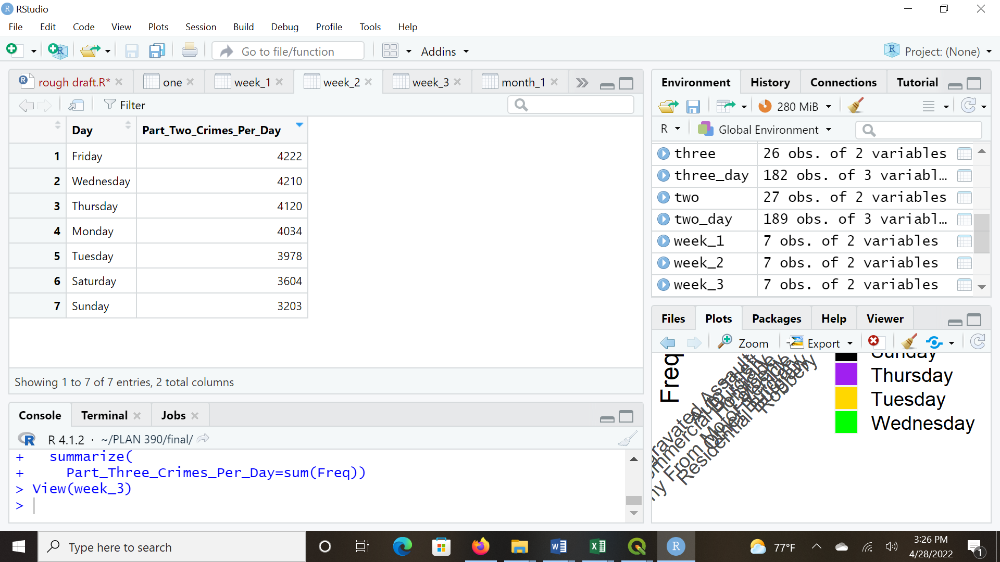 RStudio
File Edit Code View Plots Session Build Debug Profile Tools Help
Go to file/function Addins Project: (None)
rough draft.R* one week_1 week_2 week_3 month_1
Filter
Day Part_Two_Crimes_Per_Day
1 Friday 4222
2 Wednesday 4210
3 Thursday 4120
4 Monday 4034
5 Tuesday 3978
6 Saturday 3604
7 Sunday 3203
Showing 1 to 7 of 7 entries, 2 total columns
Console Terminal Jobs
R 4.1.2 · ~/PLAN 390/final/
+ summarize(
+ Part_Three_Crimes_Per_Day=sum(Freq))
> View(week_3)
>
Environment History Connections Tutorial
280 MiB
R Global Environment
three 26 obs. of 2 variables
three_day 182 obs. of 3 variabl…
two 27 obs. of 2 variables
two_day 189 obs. of 3 variabl…
week_1 7 obs. of 2 variables
week_2 7 obs. of 2 variables
week_3 7 obs. of 2 variables
Files Plots Packages Help Viewer
Zoom Export
Freq
Residential Burglary
Robbery
Sunday
Thursday
Tuesday
Wednesday
Type here to search
77°F
3:26 PM
4/28/2022
1